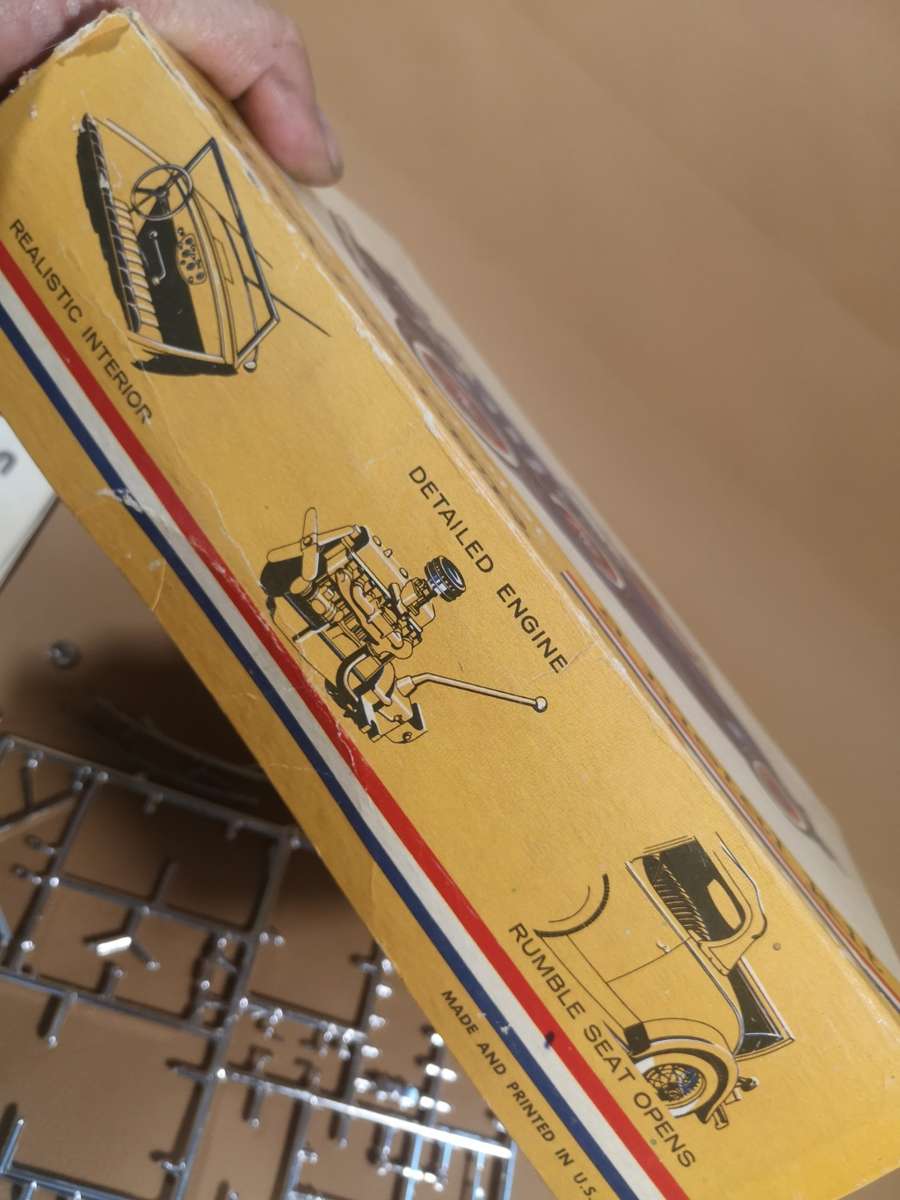 REALISTIC INTERIOR
DETAILED ENGINE
RUMBLE SEAT OPENS
MADE AND PRINTED IN U.S.